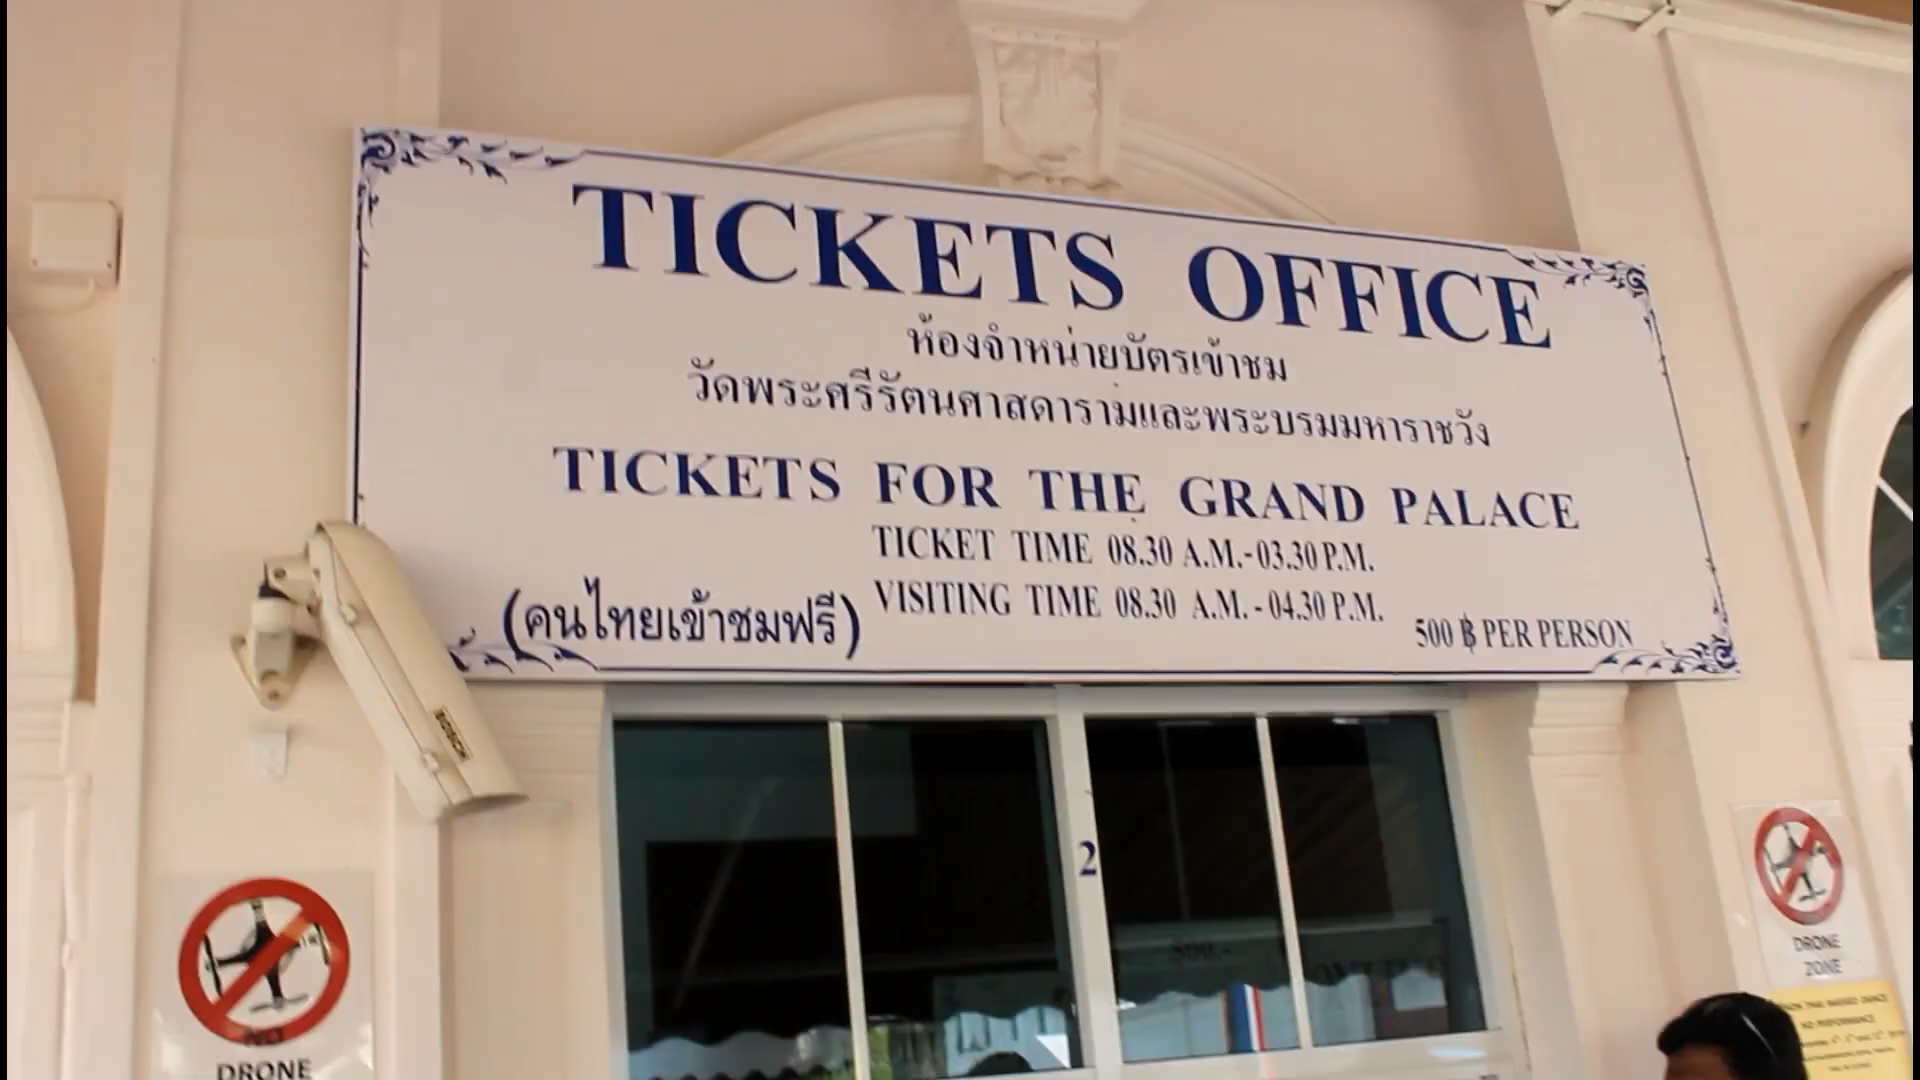 TICKETS OFFICE
ห้องจำหน่ายบัตรเข้าชม
วัดพระศรีรัตนศาสดารามและพระบรมมหาราชวัง
TICKETS FOR THE GRAND PALACE
TICKET TIME 08.30 A.M.-03.30 P.M.
VISITING TIME 08.30 A.M.-04.30 P.M.
(คนไทยเข้าชมฟรี)
500 ฿ PER PERSON
BOSCH
2
500.-
NO
DRONE
DRONE
ZONE